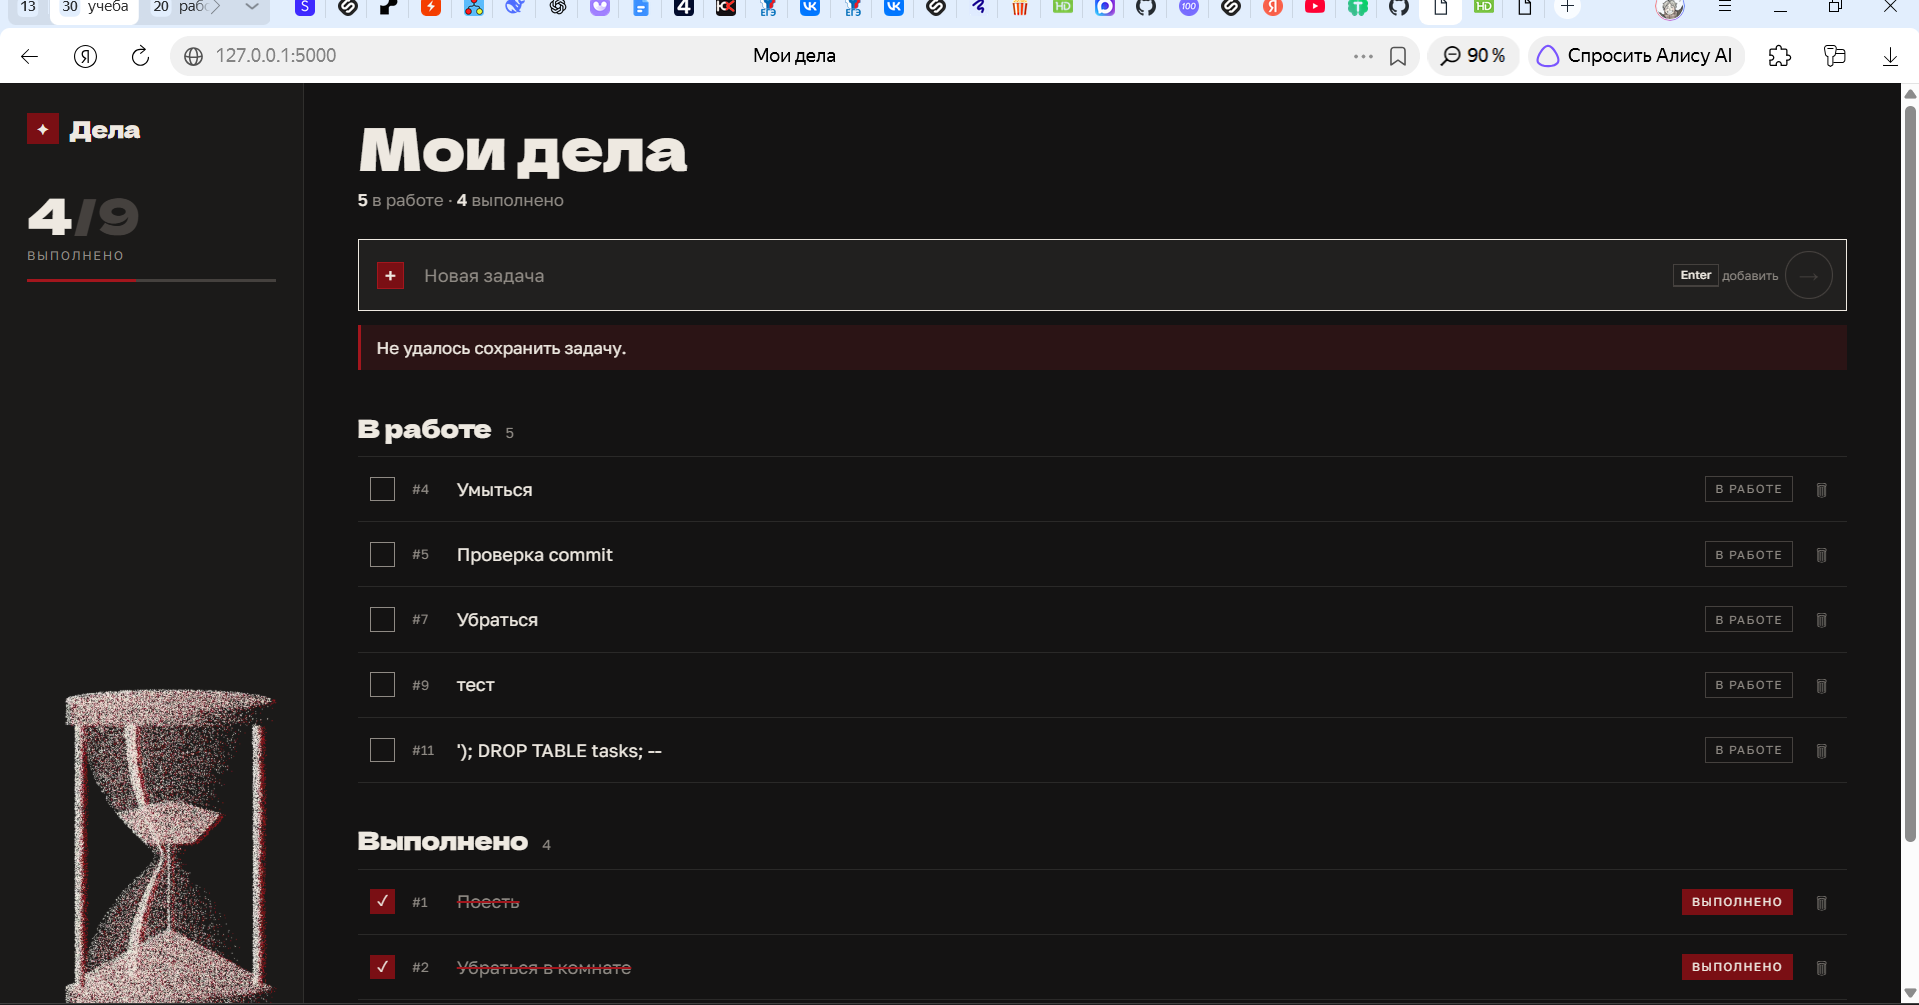 13
30 учеба
20 рабо
127.0.0.1:5000
Мои дела
90 %
Спросить Алису AI
Дела
4/9
ВЫПОЛНЕНО
Мои дела
5 в работе · 4 выполнено
+ Новая задача
Enter добавить →
Не удалось сохранить задачу.
В работе 5
#4 Умыться В РАБОТЕ
#5 Проверка commit В РАБОТЕ
#7 Убраться В РАБОТЕ
#9 тест В РАБОТЕ
#11 '); DROP TABLE tasks; -- В РАБОТЕ
Выполнено 4
✓ #1 Поесть ВЫПОЛНЕНО
✓ #2 Убраться в комнате ВЫПОЛНЕНО